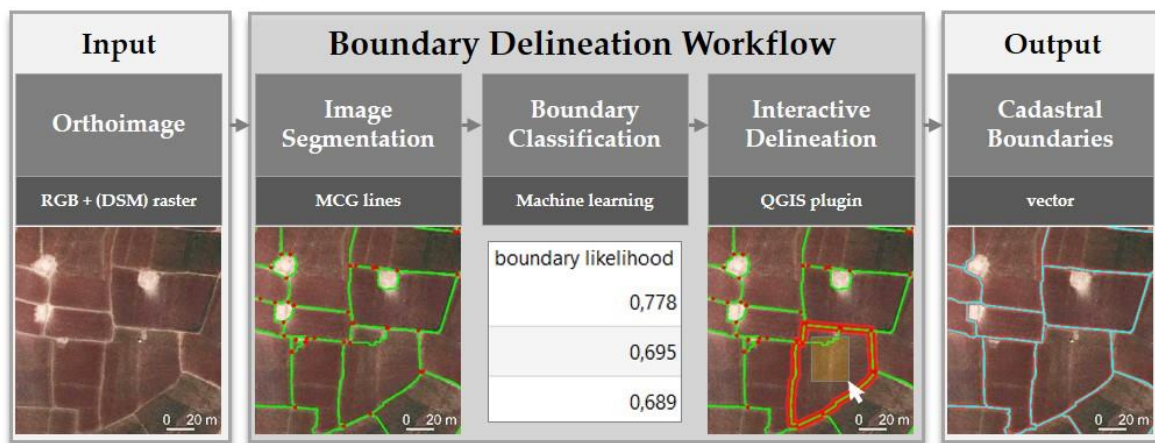 Input
Boundary Delineation Workflow
Output
Orthoimage
Image
Segmentation
Boundary
Classification
Interactive
Delineation
Cadastral
Boundaries
RGB + (DSM) raster
MCG lines
Machine learning
QGIS plugin
vector
boundary likelihood
0,778
0,695
0,689
0 20 m
0 20 m
0 20 m
0 20 m